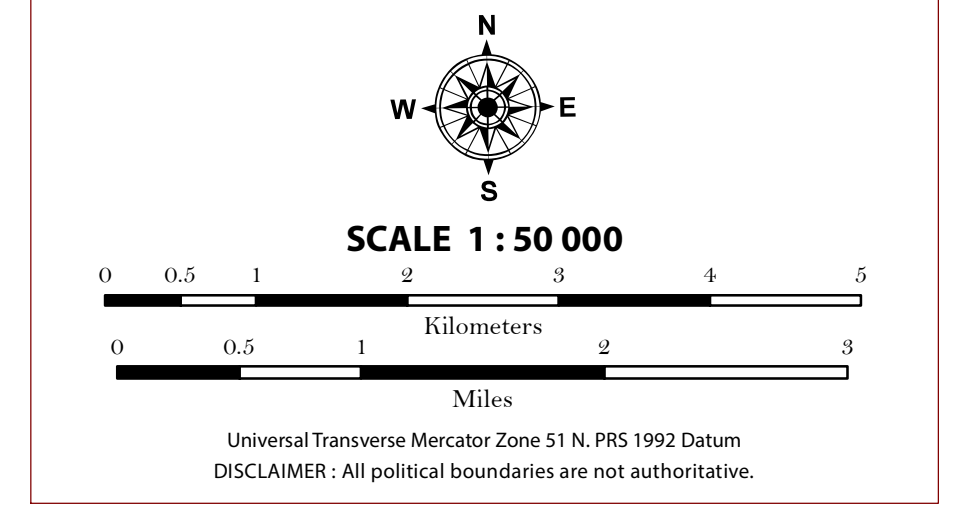 N
W E
S
SCALE 1 : 50 000
0 0.5 1 2 3 4 5
Kilometers
0 0.5 1 2 3
Miles
Universal Transverse Mercator Zone 51 N. PRS 1992 Datum
DISCLAIMER : All political boundaries are not authoritative.